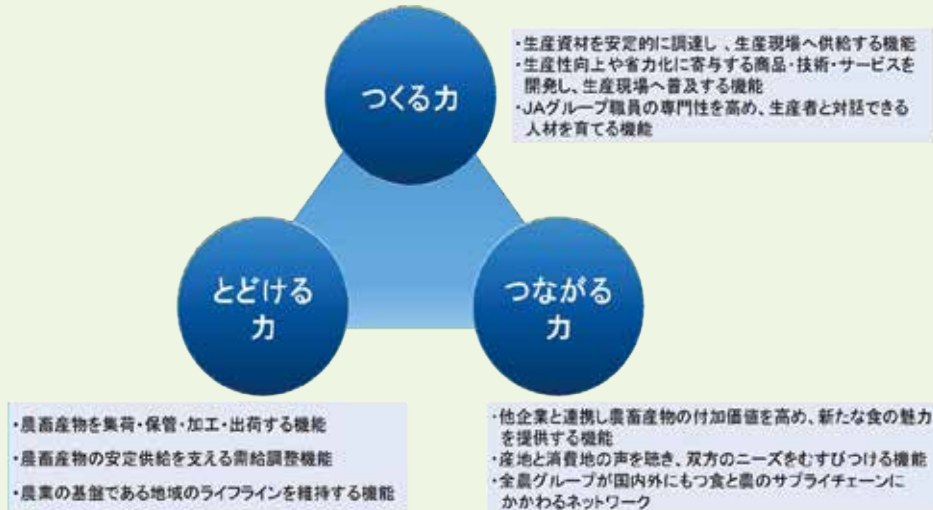 つくる力
・生産資材を安定的に調達し、生産現場へ供給する機能
・生産性向上や省力化に寄与する商品・技術・サービスを
開発し、生産現場へ普及する機能
・JAグループ職員の専門性を高め、生産者と対話できる
人材を育てる機能
とどける
力
つながる
力
・農畜産物を集荷・保管・加工・出荷する機能
・農畜産物の安定供給を支える需給調整機能
・農業の基盤である地域のライフラインを維持する機能
・他企業と連携し農畜産物の付加価値を高め、新たな食の魅力
を提供する機能
・産地と消費地の声を聴き、双方のニーズをむすびつける機能
・全農グループが国内外にもつ食と農のサプライチェーンに
かかわるネットワーク